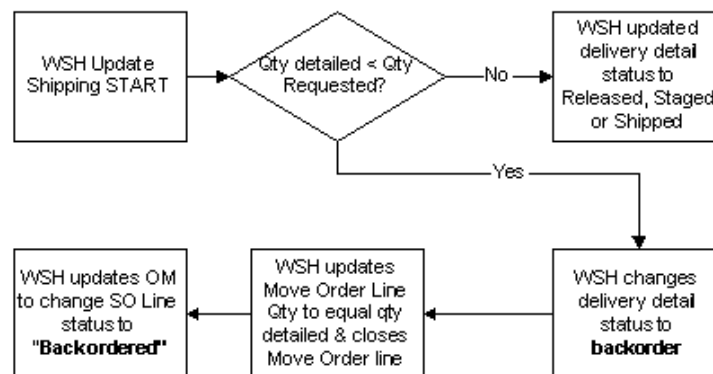 WSH Update
Shipping START
Qty detailed < Qty
Requested?
No
WSH updated
delivery detail
status to
Released, Staged
or Shipped
Yes
WSH changes
delivery detail
status to
backorder
WSH updates
Move Order Line
Qty to equal qty
detailed & closes
Move Order line
WSH updates OM
to change SO Line
status to
"Backordered"